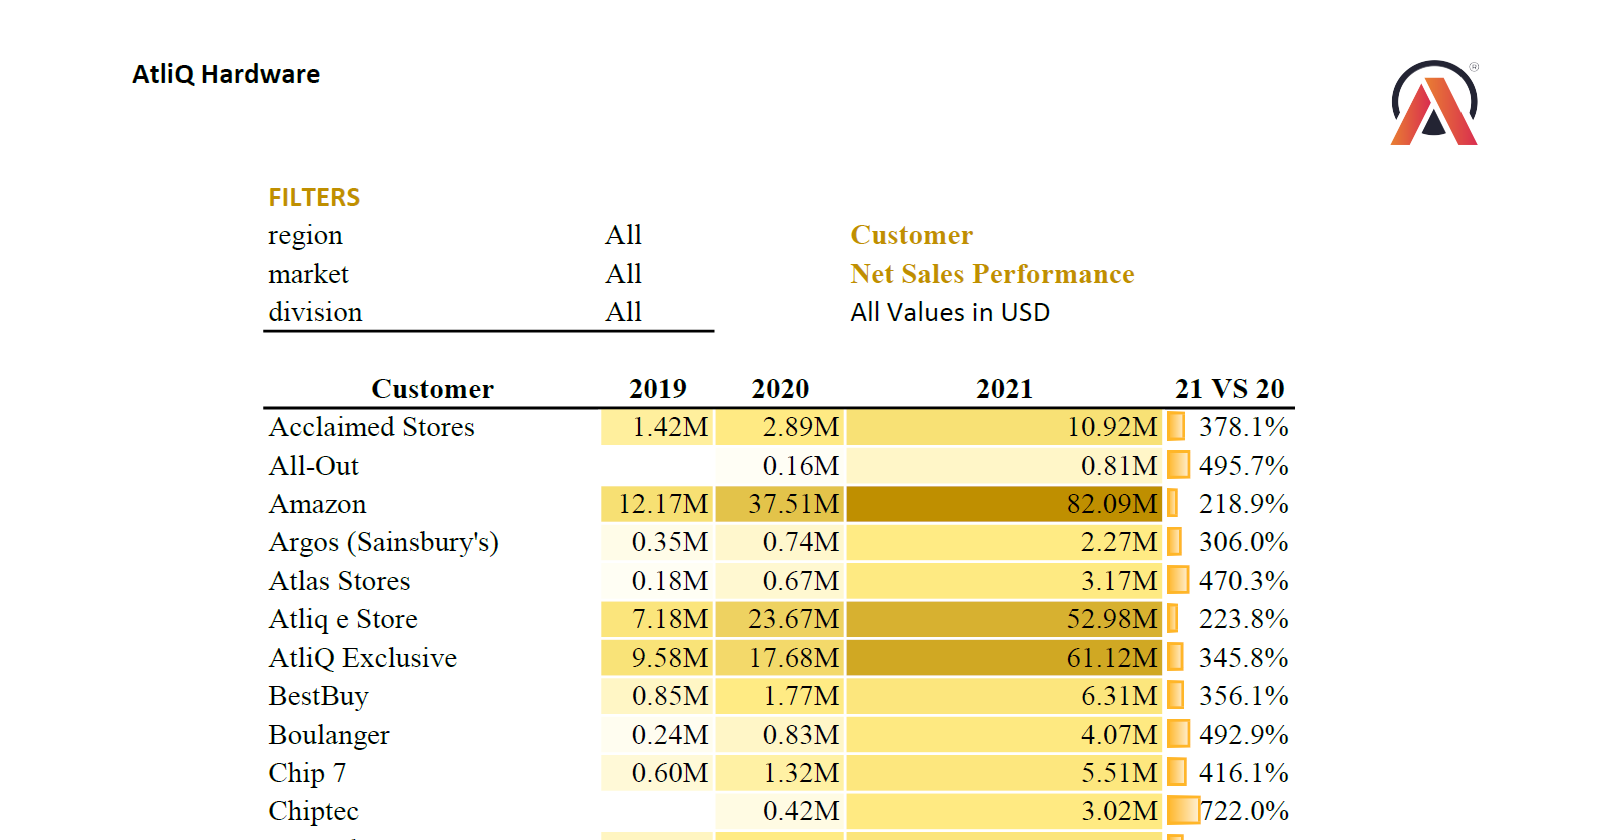 AtliQ Hardware
®
FILTERS
region All Customer
market All Net Sales Performance
division All All Values in USD
Customer 2019 2020 2021 21 VS 20
Acclaimed Stores 1.42M 2.89M 10.92M 378.1%
All-Out 0.16M 0.81M 495.7%
Amazon 12.17M 37.51M 82.09M 218.9%
Argos (Sainsbury's) 0.35M 0.74M 2.27M 306.0%
Atlas Stores 0.18M 0.67M 3.17M 470.3%
Atliq e Store 7.18M 23.67M 52.98M 223.8%
AtliQ Exclusive 9.58M 17.68M 61.12M 345.8%
BestBuy 0.85M 1.77M 6.31M 356.1%
Boulanger 0.24M 0.83M 4.07M 492.9%
Chip 7 0.60M 1.32M 5.51M 416.1%
Chiptec 0.42M 3.02M 722.0%